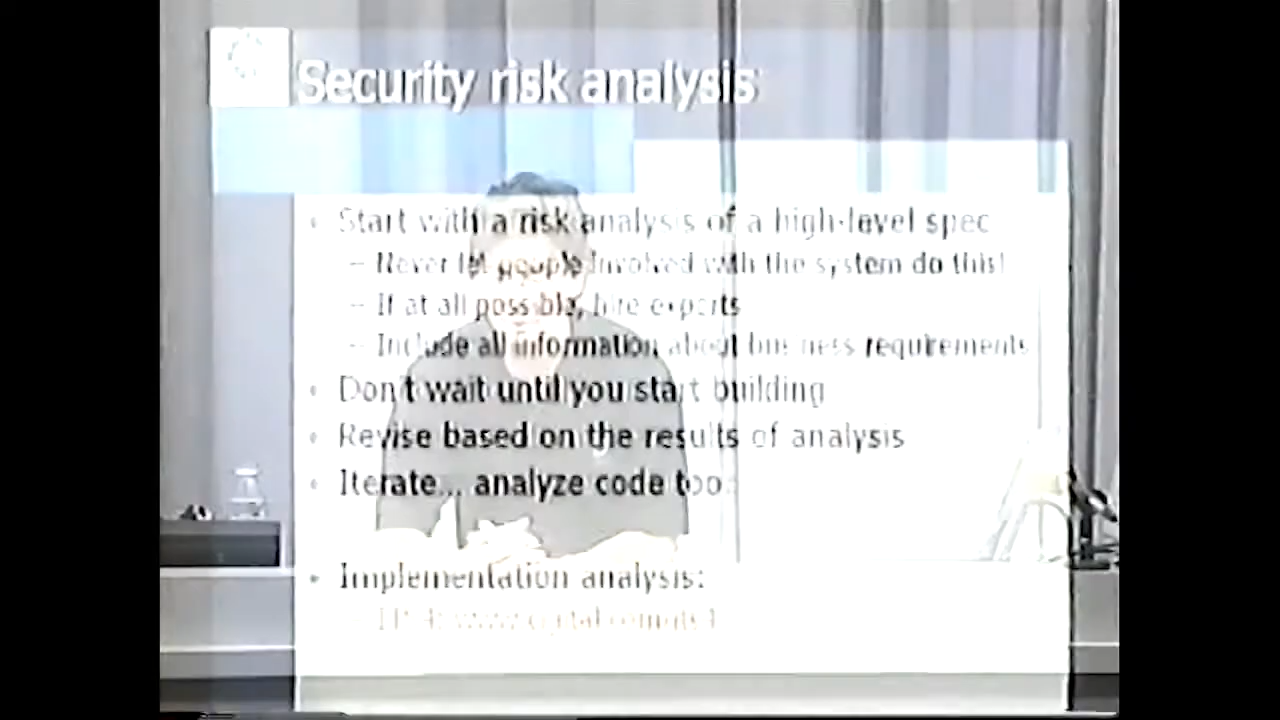 Security risk analysis
• Start with a risk analysis of a high-level spec
– Never let people involved with the system do this!
– If at all possible, hire experts
– Include all information about business requirements
• Don't wait until you start building
• Revise based on the results of analysis
• Iterate... analyze code too.
• Implementation analysis: